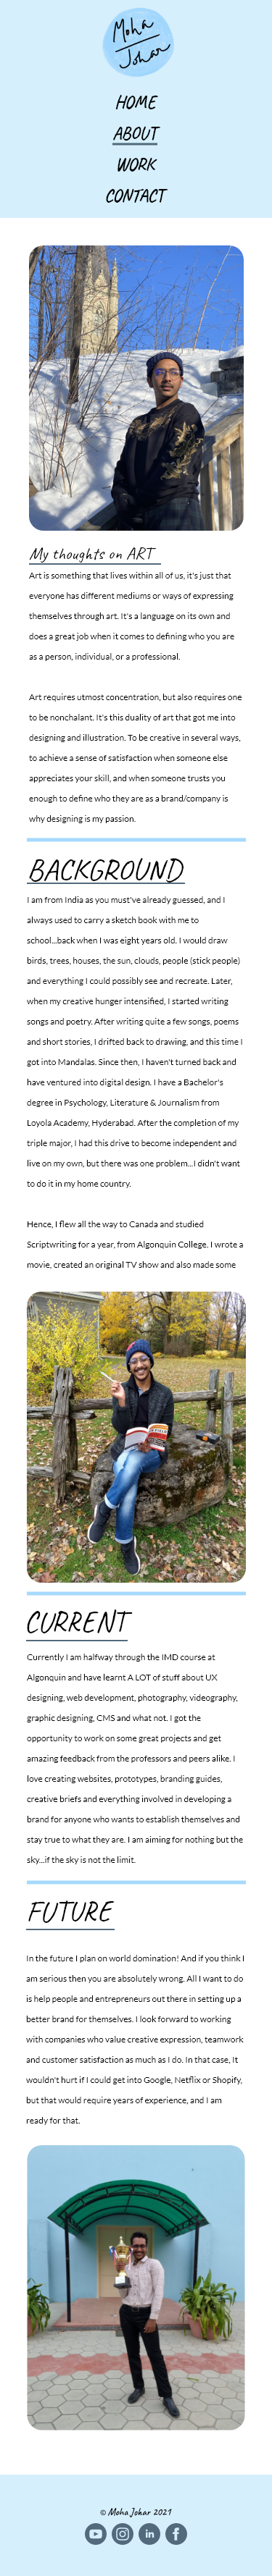 Moha
Johar
HOME
ABOUT
WORK
CONTACT
My thoughts on ART
Art is something that lives within all of us, it's just that
everyone has different mediums or ways of expressing
themselves through art. It's a language on its own and
does a great job when it comes to defining who you are
as a person, individual, or a professional.
Art requires utmost concentration, but also requires one
to be nonchalant. It's this duality of art that got me into
designing and illustration. To be creative in several ways,
to achieve a sense of satisfaction when someone else
appreciates your skill, and when someone trusts you
enough to define who they are as a brand/company is
why designing is my passion.
BACKGROUND
I am from India as you must've already guessed, and I
always used to carry a sketch book with me to
school...back when I was eight years old. I would draw
birds, trees, houses, the sun, clouds, people (stick people)
and everything I could possibly see and recreate. Later,
when my creative hunger intensified, I started writing
songs and poetry. After writing quite a few songs, poems
and short stories, I drifted back to drawing, and this time I
got into Mandalas. Since then, I haven't turned back and
have ventured into digital design. I have a Bachelor's
degree in Psychology, Literature & Journalism from
Loyola Academy, Hyderabad. After the completion of my
triple major, I had this drive to become independent and
live on my own, but there was one problem...I didn't want
to do it in my home country.
Hence, I flew all the way to Canada and studied
Scriptwriting for a year, from Algonquin College. I wrote a
movie, created an original TV show and also made some
CURRENT
Currently I am halfway through the IMD course at
Algonquin and have learnt A LOT of stuff about UX
designing, web development, photography, videography,
graphic designing, CMS and what not. I got the
opportunity to work on some great projects and get
amazing feedback from the professors and peers alike. I
love creating websites, prototypes, branding guides,
creative briefs and everything involved in developing a
brand for anyone who wants to establish themselves and
stay true to what they are. I am aiming for nothing but the
sky...if the sky is not the limit.
FUTURE
In the future I plan on world domination! And if you think I
am serious then you are absolutely wrong. All I want to do
is help people and entrepreneurs out there in setting up a
better brand for themselves. I look forward to working
with companies who value creative expression, teamwork
and customer satisfaction as much as I do. In that case, It
wouldn't hurt if I could get into Google, Netflix or Shopify,
but that would require years of experience, and I am
ready for that.
© Moha Johar 2021
in
f